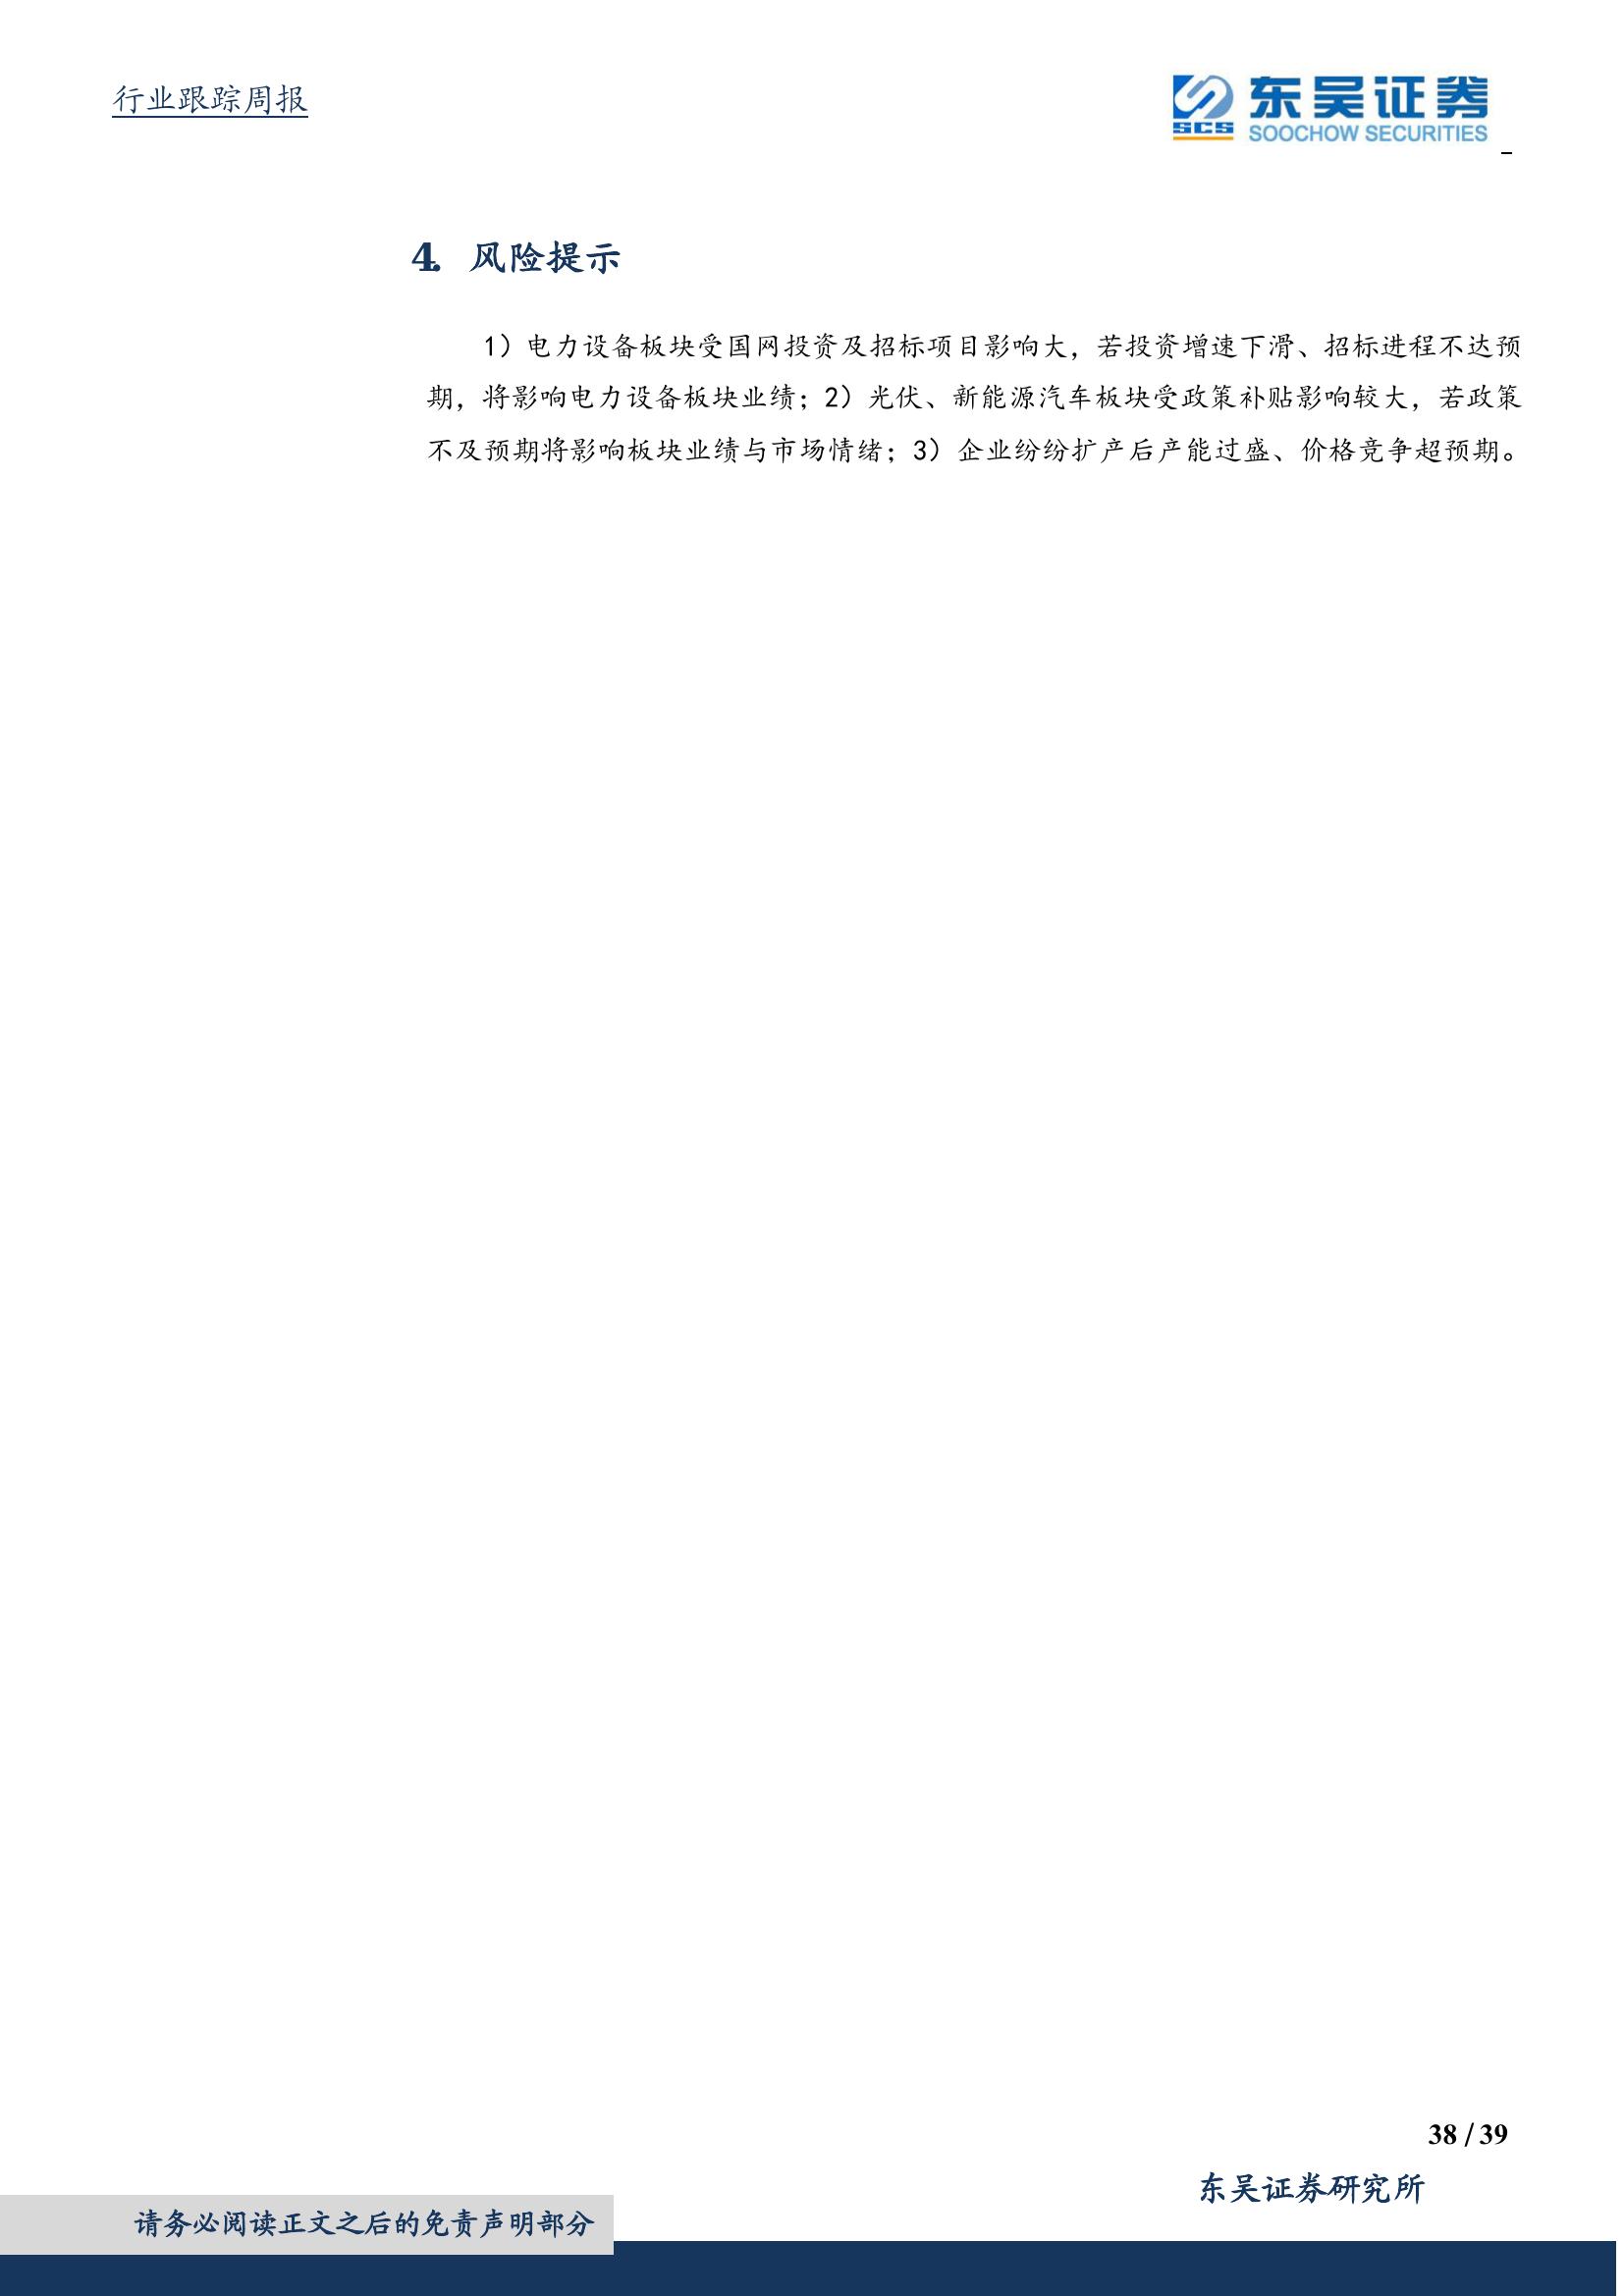 行业跟踪周报
东吴证券
SCS
SOOCHOW SECURITIES
4. 风险提示
1）电力设备板块受国网投资及招标项目影响大，若投资增速下滑、招标进程不达预
期，将影响电力设备板块业绩；2）光伏、新能源汽车板块受政策补贴影响较大，若政策
不及预期将影响板块业绩与市场情绪；3）企业纷纷扩产后产能过盛、价格竞争超预期。
38 / 39
东吴证券研究所
请务必阅读正文之后的免责声明部分